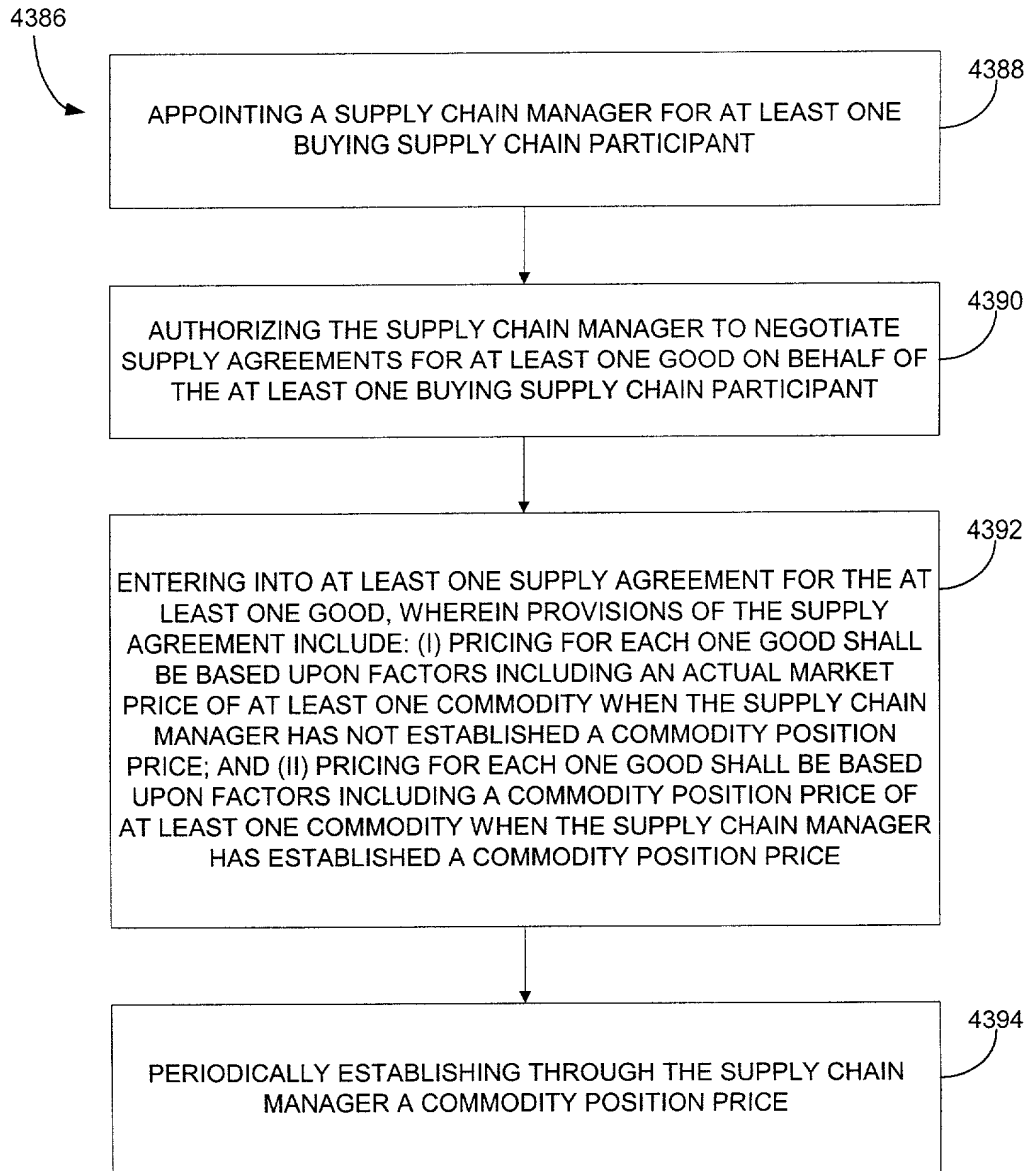 4386
4388
APPOINTING A SUPPLY CHAIN MANAGER FOR AT LEAST ONE
BUYING SUPPLY CHAIN PARTICIPANT
4390
AUTHORIZING THE SUPPLY CHAIN MANAGER TO NEGOTIATE
SUPPLY AGREEMENTS FOR AT LEAST ONE GOOD ON BEHALF OF
THE AT LEAST ONE BUYING SUPPLY CHAIN PARTICIPANT
4392
ENTERING INTO AT LEAST ONE SUPPLY AGREEMENT FOR THE AT
LEAST ONE GOOD, WHEREIN PROVISIONS OF THE SUPPLY
AGREEMENT INCLUDE: (I) PRICING FOR EACH ONE GOOD SHALL
BE BASED UPON FACTORS INCLUDING AN ACTUAL MARKET
PRICE OF AT LEAST ONE COMMODITY WHEN THE SUPPLY CHAIN
MANAGER HAS NOT ESTABLISHED A COMMODITY POSITION
PRICE; AND (II) PRICING FOR EACH ONE GOOD SHALL BE BASED
UPON FACTORS INCLUDING A COMMODITY POSITION PRICE OF
AT LEAST ONE COMMODITY WHEN THE SUPPLY CHAIN MANAGER
HAS ESTABLISHED A COMMODITY POSITION PRICE
4394
PERIODICALLY ESTABLISHING THROUGH THE SUPPLY CHAIN
MANAGER A COMMODITY POSITION PRICE